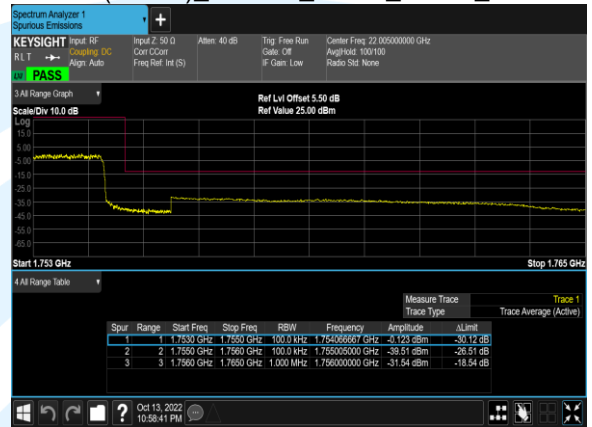 Spectrum Analyzer 1
Spurious Emissions
KEYSIGHT Input: RF Input Z: 50 Ω Atten: 40 dB Trig: Free Run Center Freq: 22.005000000 GHz
RLT Coupling: DC Corr CCorr Gate: Off Avg|Hold: 100/100
Align: Auto Freq Ref: Int (S) IF Gain: Low Radio Std: None
PASS
3 All Range Graph
Ref Lvl Offset 5.50 dB
Scale/Div 10.0 dB Ref Value 25.00 dBm
Log
15.0
5.00
-5.00
-15.0
-25.0
-35.0
-45.0
-55.0
-65.0
Start 1.753 GHz Stop 1.765 GHz
4 All Range Table
Measure Trace Trace 1
Trace Type Trace Average (Active)
Spur Range Start Freq Stop Freq RBW Frequency Amplitude ΔLimit
1 1 1.7530 GHz 1.7550 GHz 100.0 kHz 1.754066667 GHz -0.123 dBm -30.12 dB
2 2 1.7550 GHz 1.7560 GHz 100.0 kHz 1.755005000 GHz -39.51 dBm -26.51 dB
3 3 1.7560 GHz 1.7650 GHz 1.000 MHz 1.756000000 GHz -31.54 dBm -18.54 dB
Oct 13, 2022
10:58:41 PM